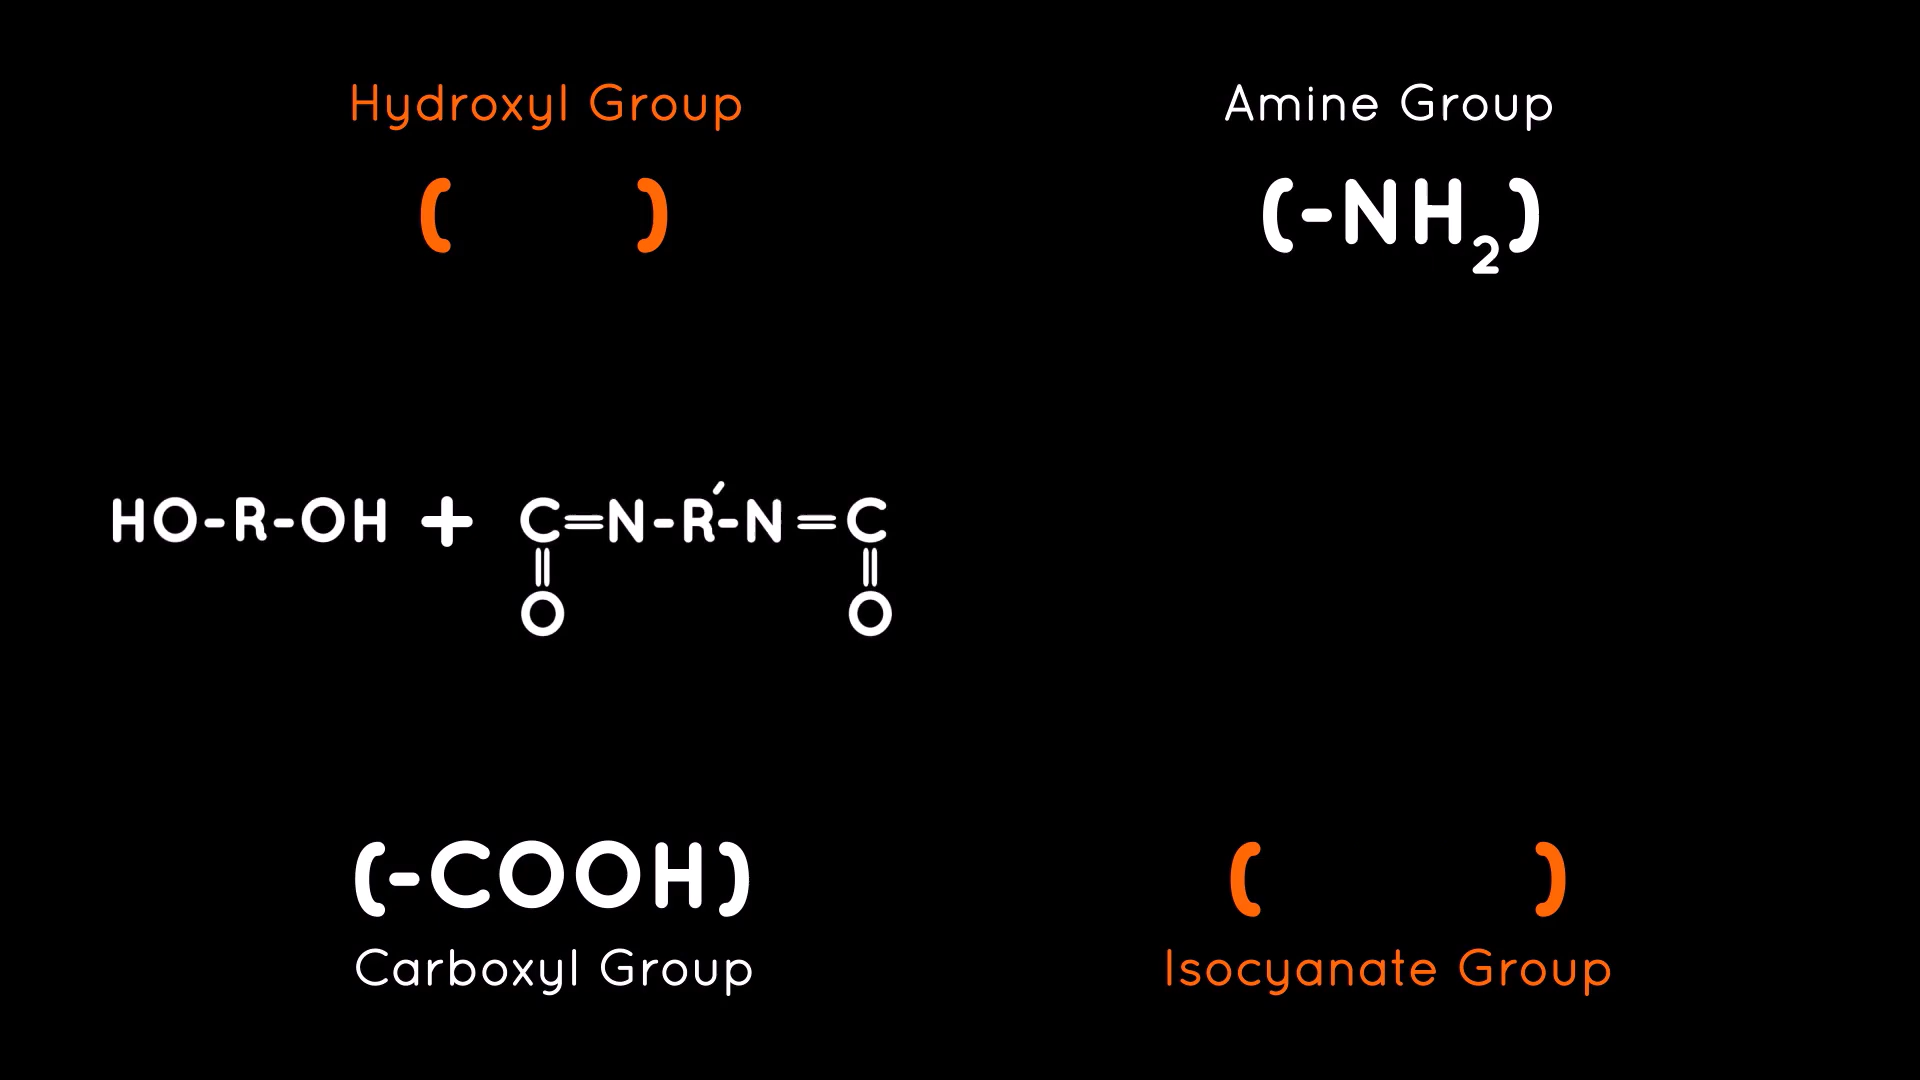 Hydroxyl Group
Amine Group
( )
(-NH₂)
HO-R-OH + C=N-R´-N=C
O O
(-COOH)
( )
Carboxyl Group
Isocyanate Group